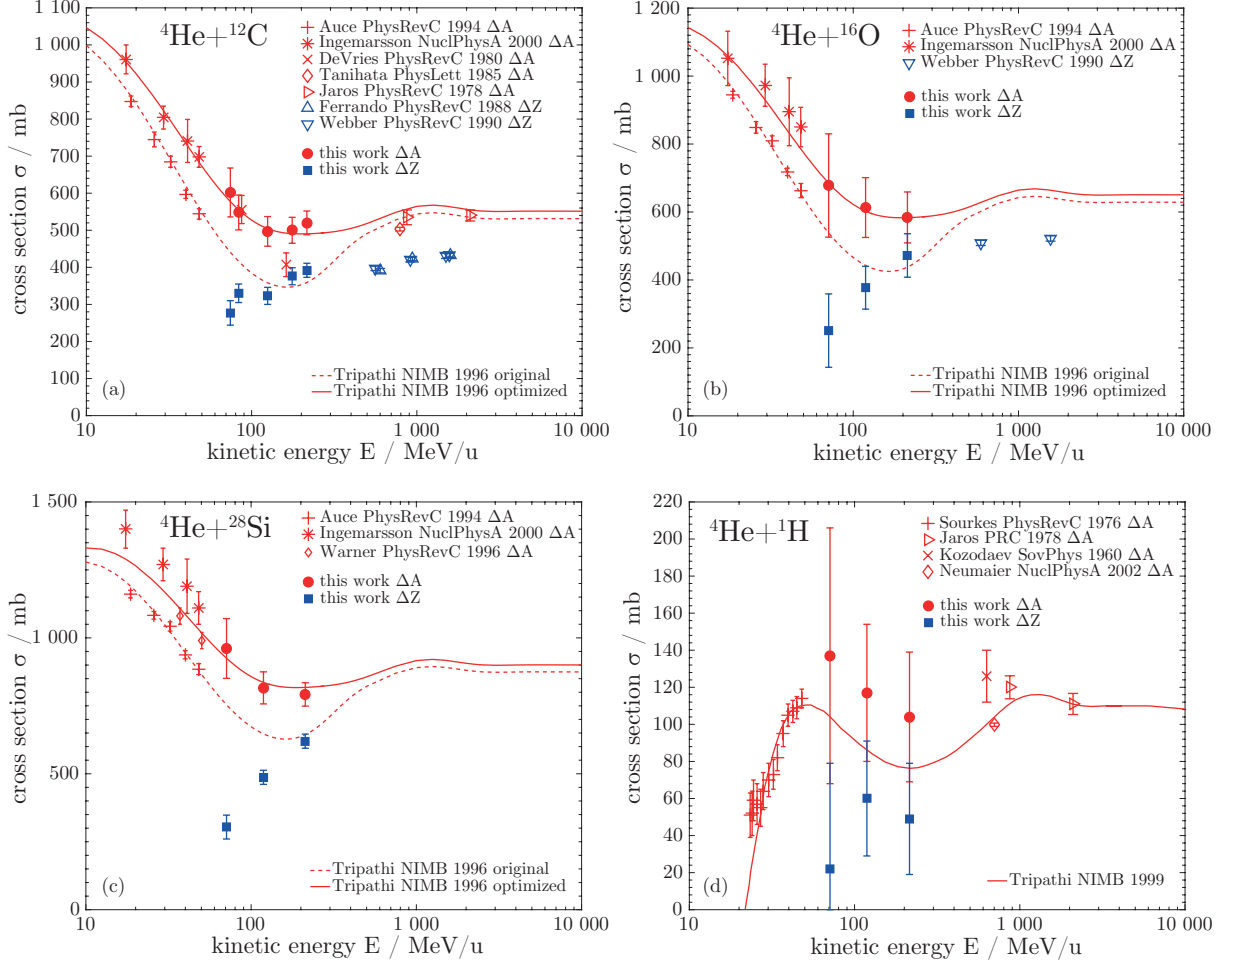 ⁴He+¹²C
Auce PhysRevC 1994 ΔA
Ingemarsson NuclPhysA 2000 ΔA
DeVries PhysRevC 1980 ΔA
Tanihata PhysLett 1985 ΔA
Jaros PhysRevC 1978 ΔA
Ferrando PhysRevC 1988 ΔZ
Webber PhysRevC 1990 ΔZ
this work ΔA
this work ΔZ
1 100
1 000
900
800
700
600
500
400
300
200
100
0
cross section σ / mb
(a)
Tripathi NIMB 1996 original
Tripathi NIMB 1996 optimized
10
100
1 000
10 000
kinetic energy E / MeV/u
⁴He+¹⁶O
Auce PhysRevC 1994 ΔA
Ingemarsson NuclPhysA 2000 ΔA
Webber PhysRevC 1990 ΔZ
this work ΔA
this work ΔZ
1 200
1 000
800
600
400
200
0
cross section σ / mb
(b)
Tripathi NIMB 1996 original
Tripathi NIMB 1996 optimized
10
100
1 000
10 000
kinetic energy E / MeV/u
⁴He+²⁸Si
Auce PhysRevC 1994 ΔA
Ingemarsson NuclPhysA 2000 ΔA
Warner PhysRevC 1996 ΔA
this work ΔA
this work ΔZ
1 500
1 000
500
0
cross section σ / mb
(c)
Tripathi NIMB 1996 original
Tripathi NIMB 1996 optimized
10
100
1 000
10 000
kinetic energy E / MeV/u
⁴He+¹H
Sourkes PhysRevC 1976 ΔA
Jaros PRC 1978 ΔA
Kozodaev SovPhys 1960 ΔA
Neumaier NuclPhysA 2002 ΔA
this work ΔA
this work ΔZ
220
200
180
160
140
120
100
80
60
40
20
0
cross section σ / mb
(d)
Tripathi NIMB 1999
10
100
1 000
10 000
kinetic energy E / MeV/u